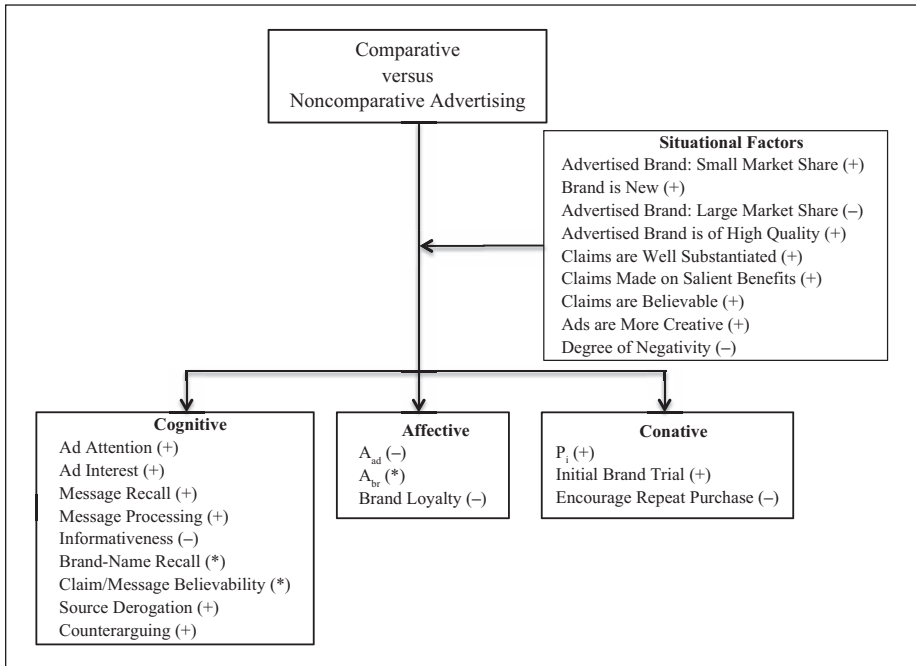 Comparative
versus
Noncomparative Advertising
Situational Factors
Advertised Brand: Small Market Share (+)
Brand is New (+)
Advertised Brand: Large Market Share (–)
Advertised Brand is of High Quality (+)
Claims are Well Substantiated (+)
Claims Made on Salient Benefits (+)
Claims are Believable (+)
Ads are More Creative (+)
Degree of Negativity (–)
Cognitive
Ad Attention (+)
Ad Interest (+)
Message Recall (+)
Message Processing (+)
Informativeness (–)
Brand-Name Recall (*)
Claim/Message Believability (*)
Source Derogation (+)
Counterarguing (+)
Affective
A_ad (–)
A_br (*)
Brand Loyalty (–)
Conative
P_i (+)
Initial Brand Trial (+)
Encourage Repeat Purchase (–)